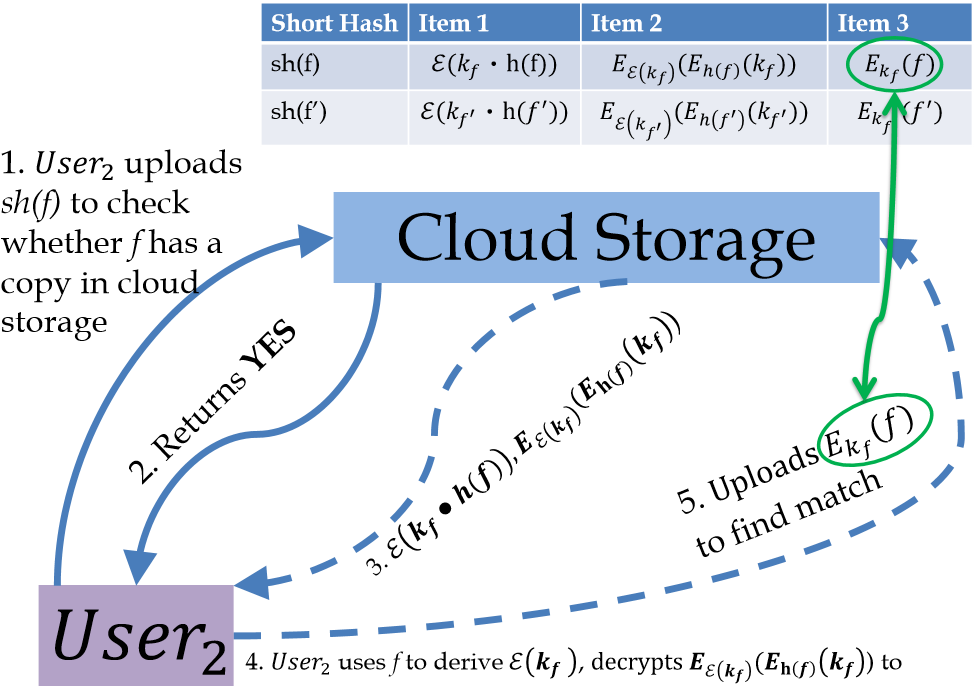 Short Hash Item 1 Item 2 Item 3
sh(f) ℰ(k_f · h(f)) E_ℰ(k_f)(E_h(f)(k_f)) E_k_f(f)
sh(f′) ℰ(k_f′ · h(f′)) E_ℰ(k_f′)(E_h(f′)(k_f′)) E_k_f′(f′)
1. User₂ uploads
sh(f) to check
whether f has a
copy in cloud
storage
Cloud Storage
2. Returns YES
3. ℰ(k_f • h(f)), E_ℰ(k_f)(E_h(f)(k_f))
5. Uploads E_k_f(f)
to find match
User₂
4. User₂ uses f to derive ℰ(k_f), decrypts E_ℰ(k_f)(E_h(f)(k_f)) to